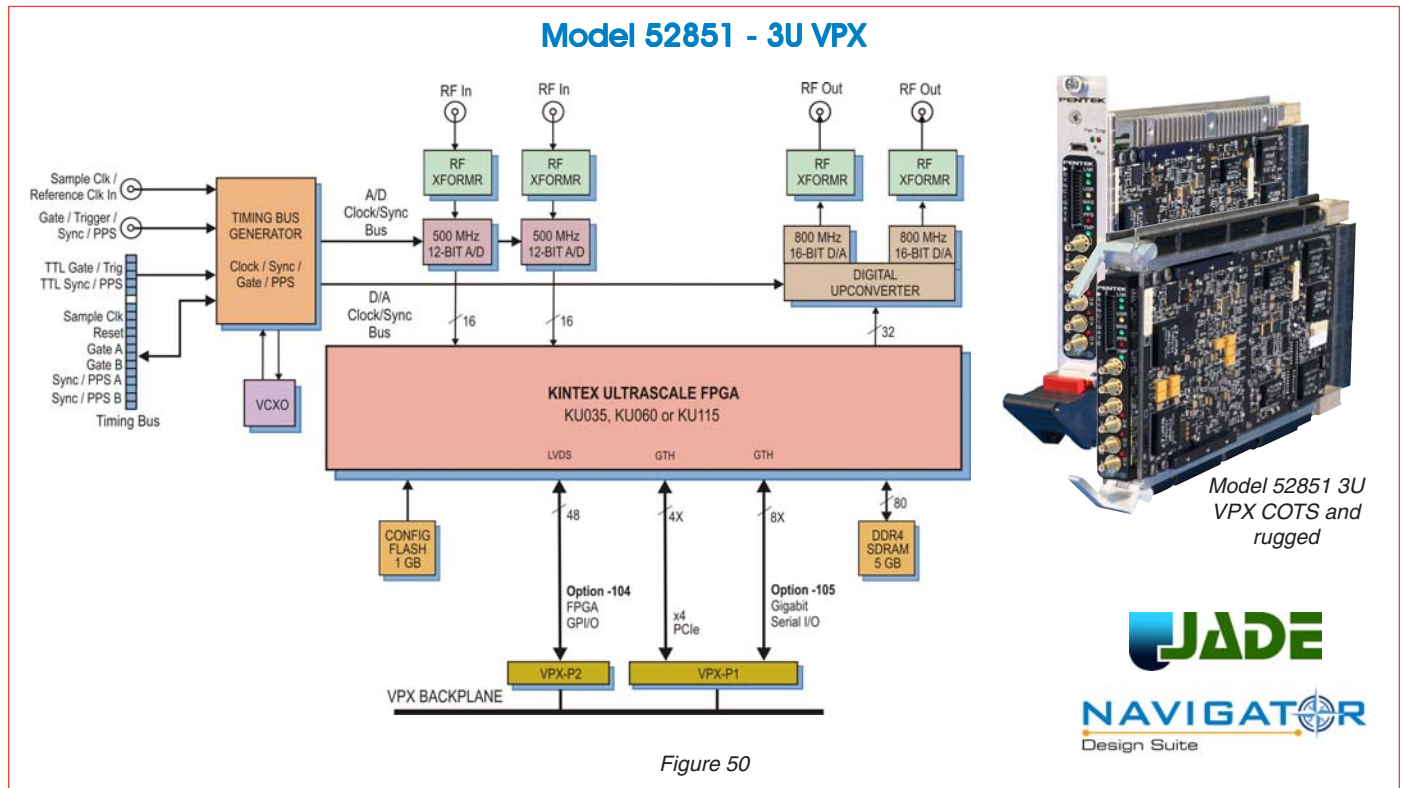 Model 52851 - 3U VPX
RF In
RF In
RF Out
RF Out
RF
XFORMR
RF
XFORMR
RF
XFORMR
RF
XFORMR
Sample Clk /
Reference Clk In
Gate / Trigger /
Sync / PPS
TTL Gate / Trig
TTL Sync / PPS
Sample Clk
Reset
Gate A
Gate B
Sync / PPS A
Sync / PPS B
Timing Bus
TIMING BUS
GENERATOR
Clock / Sync /
Gate / PPS
VCXO
A/D
Clock/Sync
Bus
D/A
Clock/Sync
Bus
500 MHz
12-BIT A/D
500 MHz
12-BIT A/D
800 MHz
16-BIT D/A
800 MHz
16-BIT D/A
DIGITAL
UPCONVERTER
16
16
32
KINTEX ULTRASCALE FPGA
KU035, KU060 or KU115
LVDS
GTH
GTH
48
4X
8X
80
CONFIG
FLASH
1 GB
DDR4
SDRAM
5 GB
Option -104
FPGA
GPI/O
x4
PCIe
Option -105
Gigabit
Serial I/O
VPX-P2
VPX-P1
VPX BACKPLANE
Figure 50
PENTEK
PENTEK
PENTEK
Model 52851 3U
VPX COTS and
rugged
JADE
NAVIGATOR
Design Suite